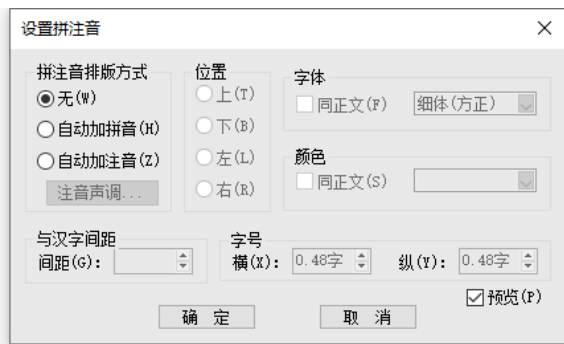 设置拼注音
拼注音排版方式
无(W)
自动加拼音(H)
自动加注音(Z)
注音声调...
位置
上(T)
下(B)
左(L)
右(R)
字体
同正文(F) 细体(方正)
颜色
同正文(S)
与汉字间距
间距(G):
字号
横(X): 0.48字 纵(Y): 0.48字
预览(P)
确 定 取 消